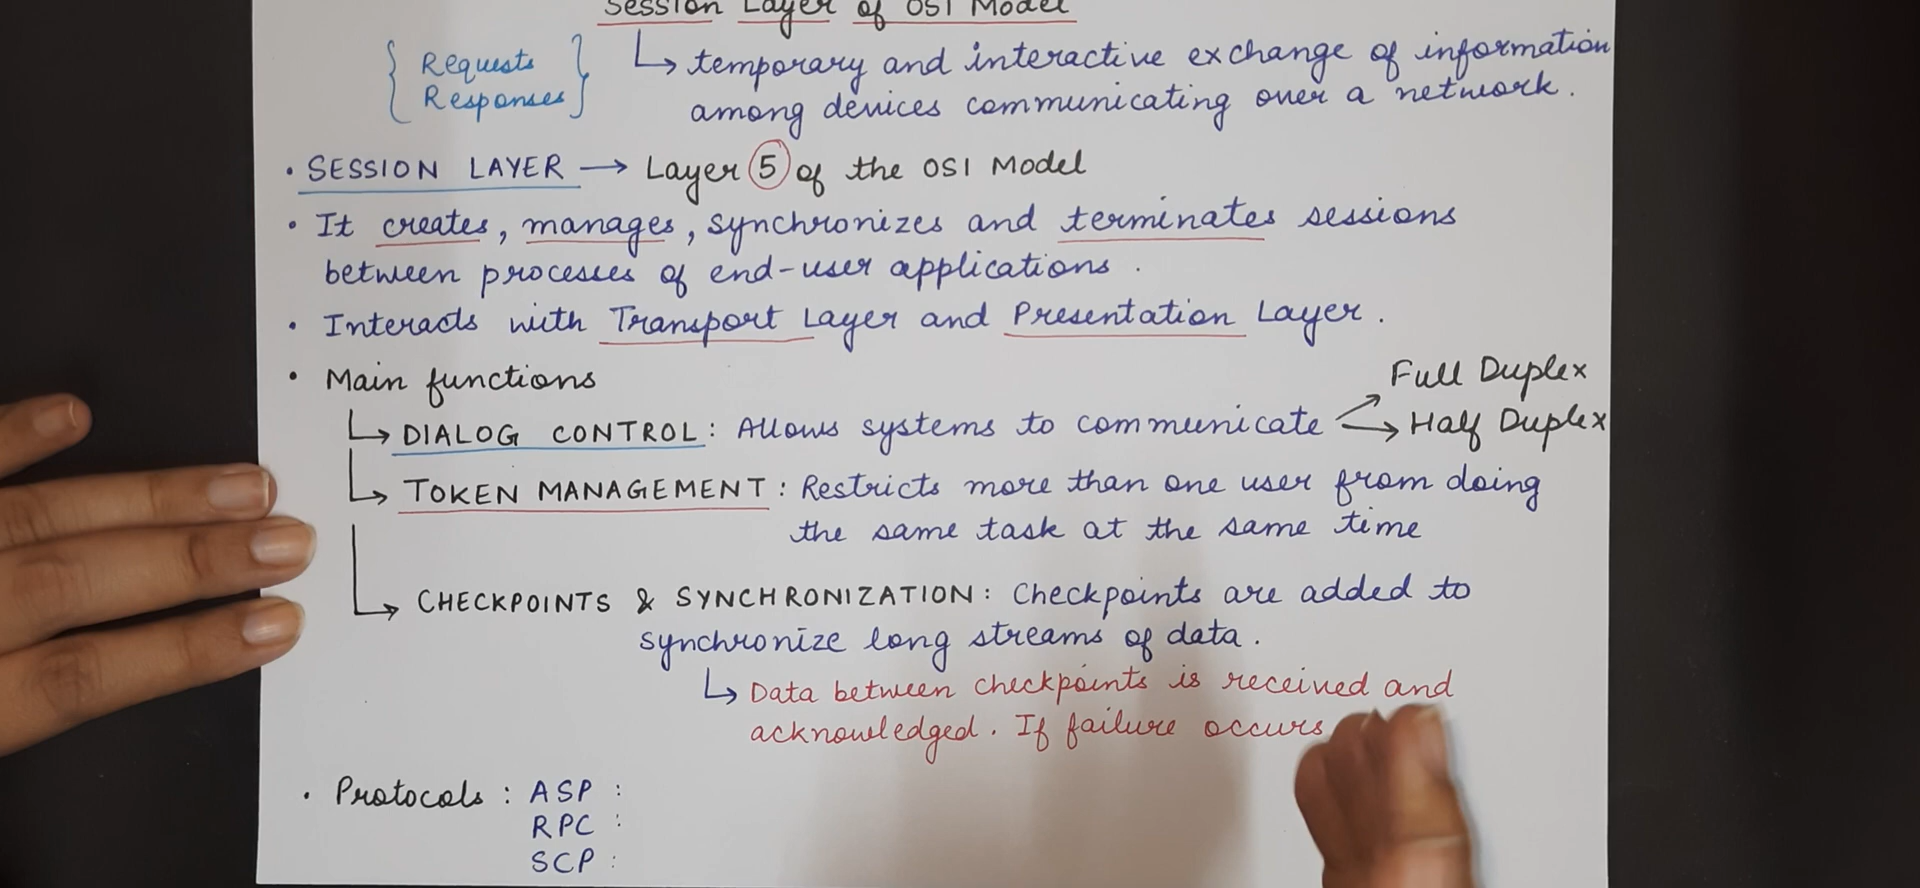 Session Layer of OSI Model
{ Requests
Responses }
↳ temporary and interactive exchange of information
among devices communicating over a network.
• SESSION LAYER → Layer 5 of the OSI Model
• It creates, manages, synchronizes and terminates sessions
between processes of end-user applications.
• Interacts with Transport Layer and Presentation Layer.
• Main functions
Full Duplex
↳ DIALOG CONTROL: Allows systems to communicate → Half Duplex
↳ TOKEN MANAGEMENT: Restricts more than one user from doing
the same task at the same time
↳ CHECKPOINTS & SYNCHRONIZATION: Checkpoints are added to
synchronize long streams of data.
↳ Data between checkpoints is received and
acknowledged. If failure occurs
• Protocols: ASP:
RPC:
SCP: